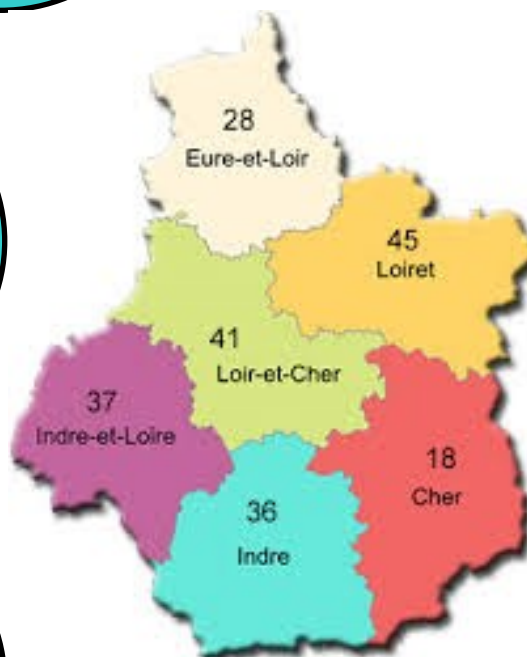 28
Eure-et-Loir
45
Loiret
41
Loir-et-Cher
37
Indre-et-Loire
18
Cher
36
Indre